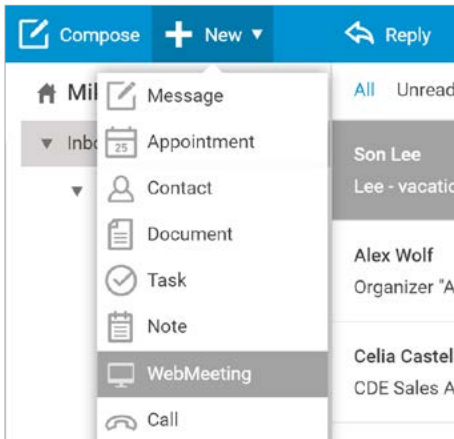 Compose New Reply
Mi
All Unread
Message
Inb
25 Appointment
Son Lee
Contact
Lee - vacatio
Document
Alex Wolf
Task
Organizer "A
Note
Celia Castel
WebMeeting
CDE Sales A
Call